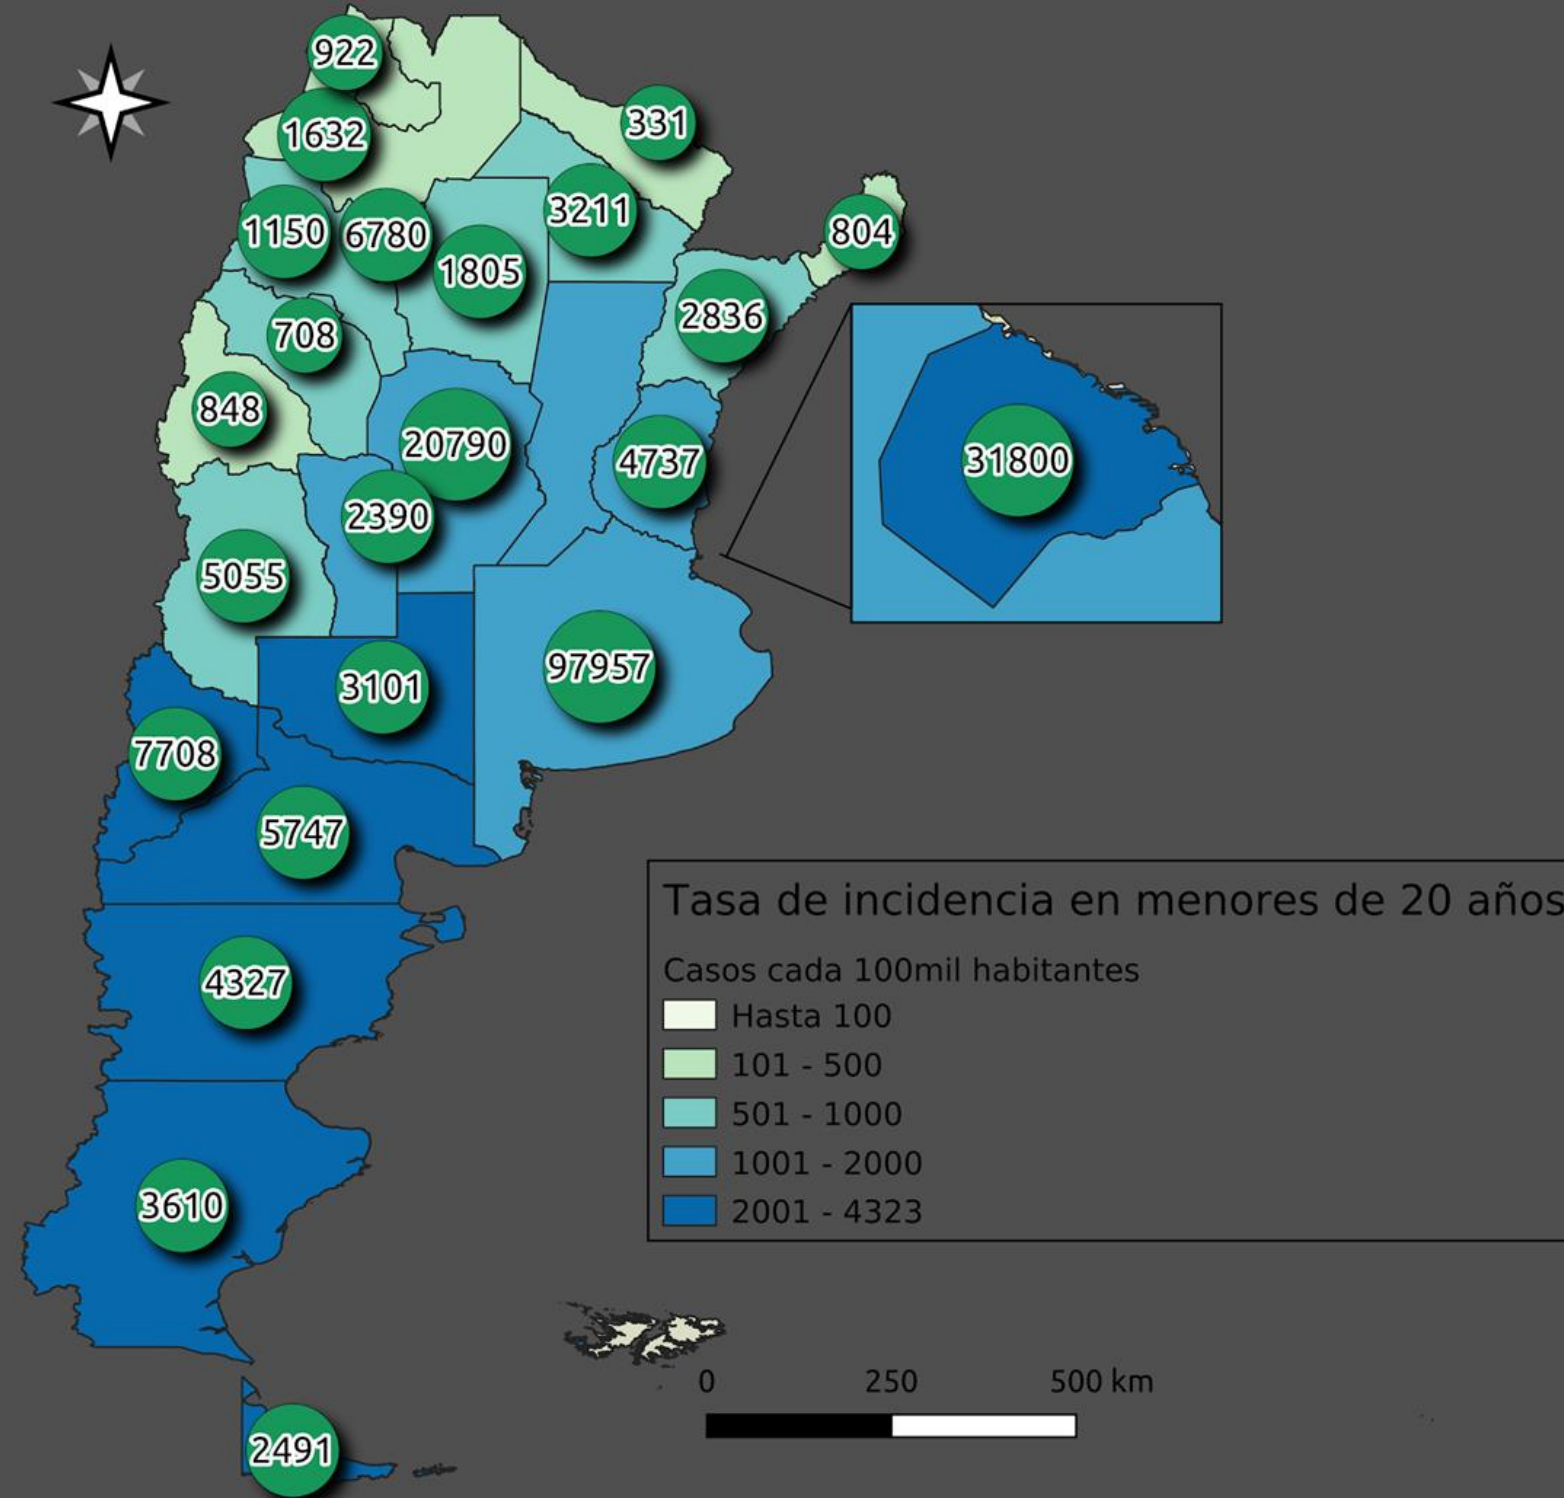 922
1632
331
1150
6780
3211
804
1805
2836
708
848
20790
4737
31800
2390
5055
97957
3101
7708
5747
4327
3610
2491
Tasa de incidencia en menores de 20 años
Casos cada 100mil habitantes
Hasta 100
101 - 500
501 - 1000
1001 - 2000
2001 - 4323
0 250 500 km